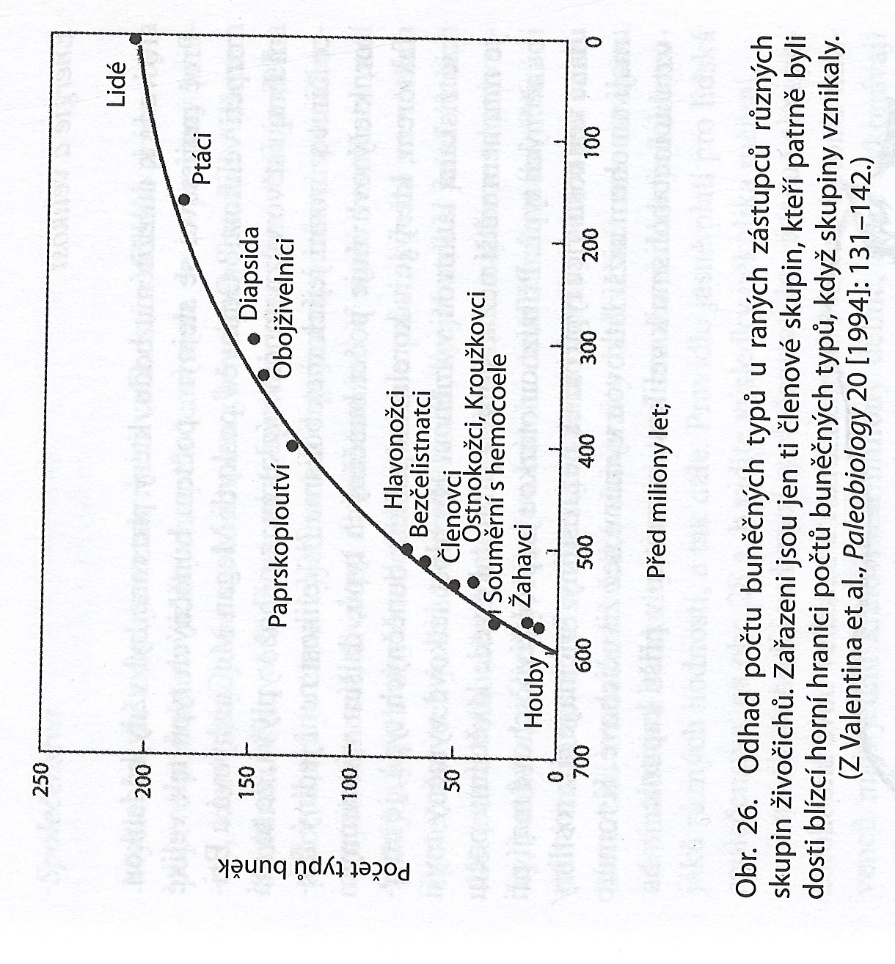 250
200
150
100
50
0
Počet typů buněk
700
600
500
400
300
200
100
0
Před miliony let;
Houby
Žahavci
Souměrní s hemocoele
Ostnokožci, Kroužkovci
Členovci
Bezčelistnatci
Hlavonožci
Paprskoploutví
Obojživelníci
Diapsida
Ptáci
Lidé
Obr. 26. Odhad počtu buněčných typů u raných zástupců různých
skupin živočichů. Zařazeni jsou jen ti členové skupin, kteří patrně byli
dosti blízcí horní hranici počtů buněčných typů, když skupiny vznikaly.
(Z Valentina et al., Paleobiology 20 [1994]: 131–142.)